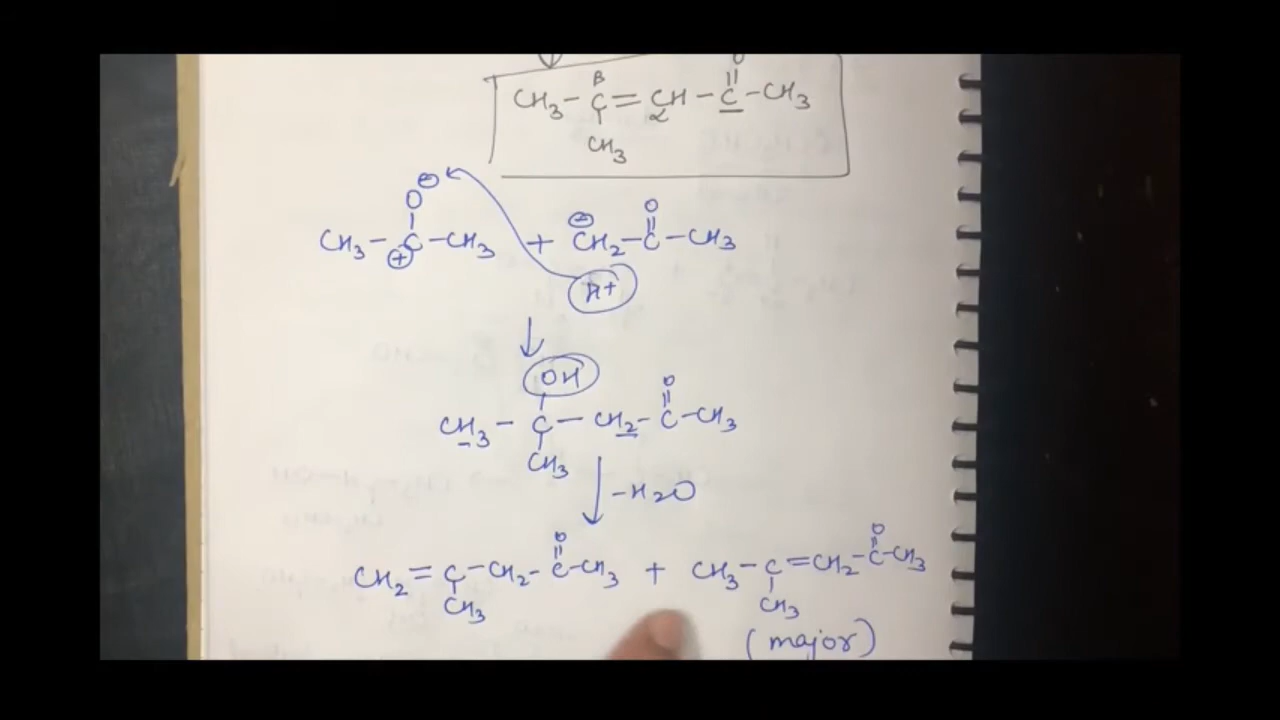 O
β
CH3 - C = CH - C - CH3
α
CH3
⊖
O
⊖
O
CH3 - C - CH3 + CH2 - C - CH3
⊕
H+
OH
O
CH3 - C - CH2 - C - CH3
CH3
-H2O
O
O
CH2 = C - CH2 - C - CH3 + CH3 - C = CH2 - C - CH3
CH3
CH3
(major)